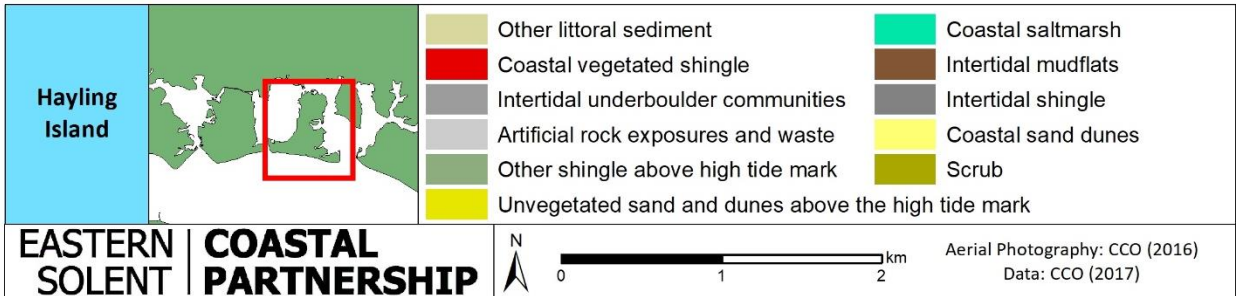 Hayling
Island
Other littoral sediment
Coastal vegetated shingle
Intertidal underboulder communities
Artificial rock exposures and waste
Other shingle above high tide mark
Unvegetated sand and dunes above the high tide mark
Coastal saltmarsh
Intertidal mudflats
Intertidal shingle
Coastal sand dunes
Scrub
EASTERN
SOLENT
COASTAL
PARTNERSHIP
N
0 1 2 km
Aerial Photography: CCO (2016)
Data: CCO (2017)